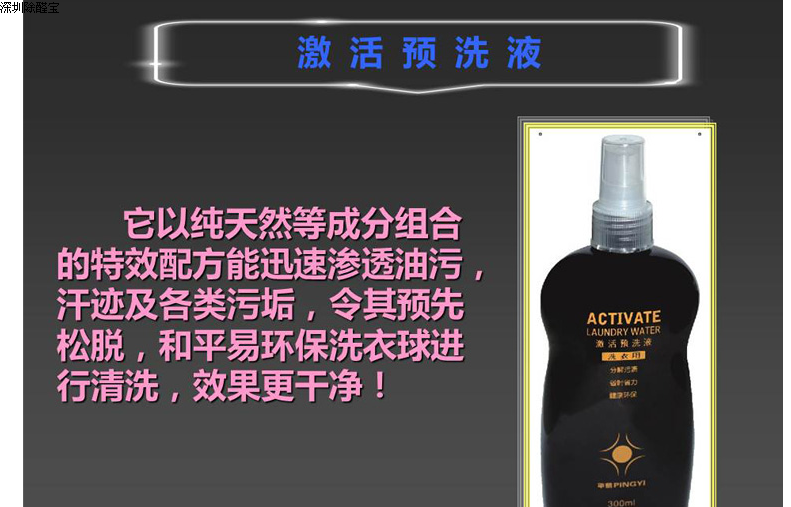 深圳除醛宝
激活预洗液
它以纯天然等成分组合
的特效配方能迅速渗透油污，
汗迹及各类污垢，令其预先
松脱，和平易环保洗衣球进
行清洗，效果更干净！
ACTIVATE
LAUNDRY WATER
激活预洗液
洗衣用
分解污渍
省时省力
健康环保
平易PINGYI
300ml